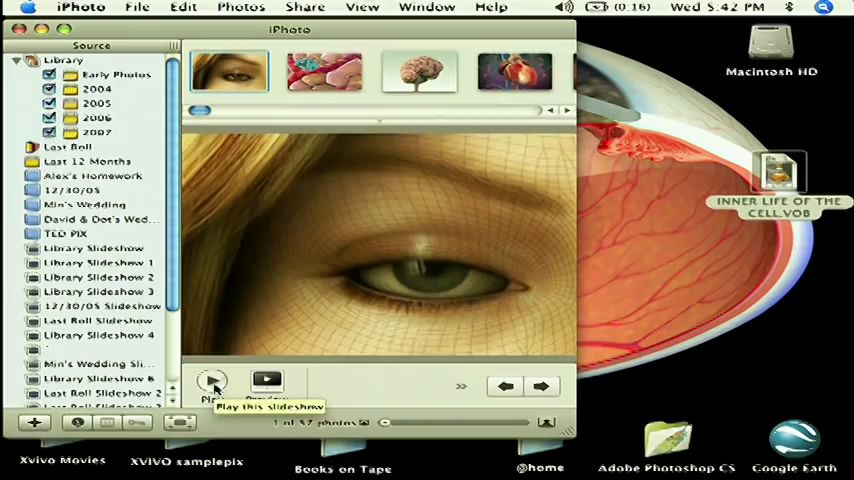 iPhoto File Edit Photos Share View Window Help (0:16) Wed 5:42 PM
iPhoto
Source
Library
Early Photos
2004
2005
2006
2007
Last Roll
Last 12 Months
Alex's Homework
12/30/05
Min's Wedding
David & Dot's Wed...
TED PIX
Library Slideshow
Library Slideshow 1
Library Slideshow 2
Library Slideshow 3
12/30/05 Slideshow
Last Roll Slideshow
Library Slideshow 4
Min's Wedding Sli...
Library Slideshow 6
Last Roll Slideshow 2
Play this slideshow
1 of 57 photos
Macintosh HD
INNER LIFE OF THE
CELL.VOB
Xvivo Movies
XVIVO samplepix
Books on Tape
@home
Adobe Photoshop CS
Google Earth